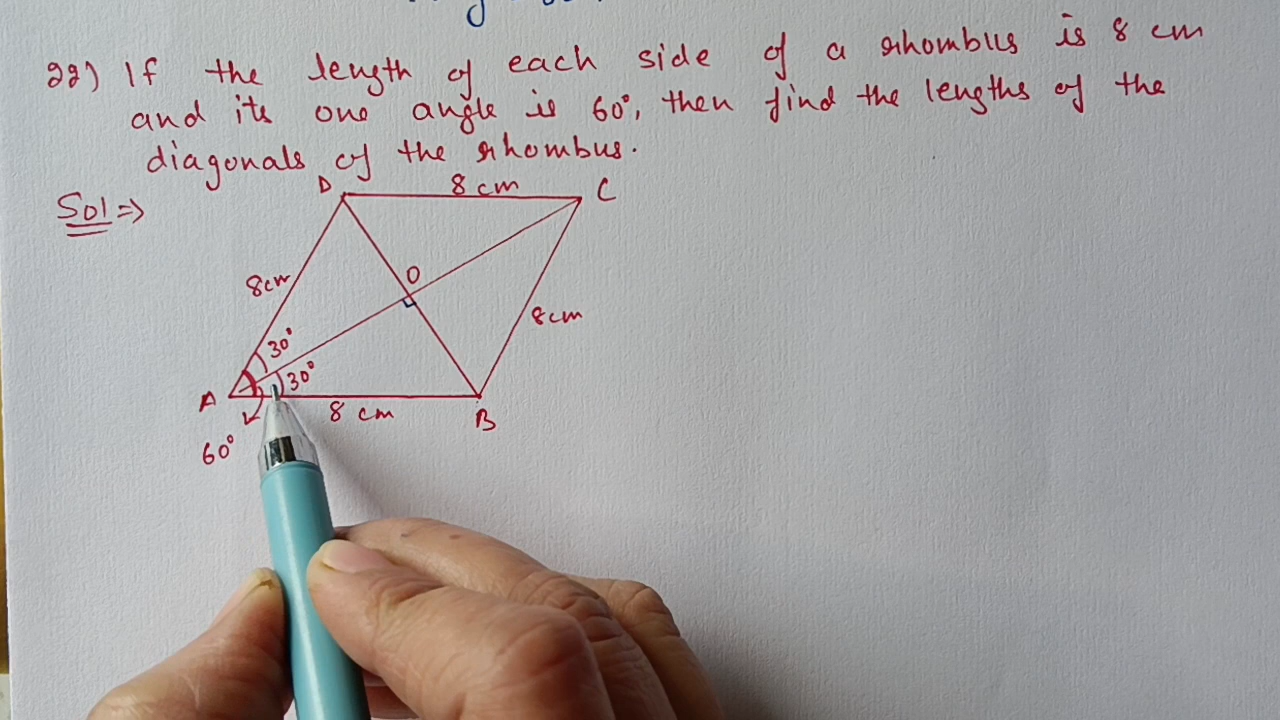 22) If the length of each side of a rhombus is 8 cm
and its one angle is 60°, then find the lengths of the
diagonals of the rhombus.
Sol ⇒
D 8 cm C
8cm O
8cm
30°
30°
A 8 cm B
60°